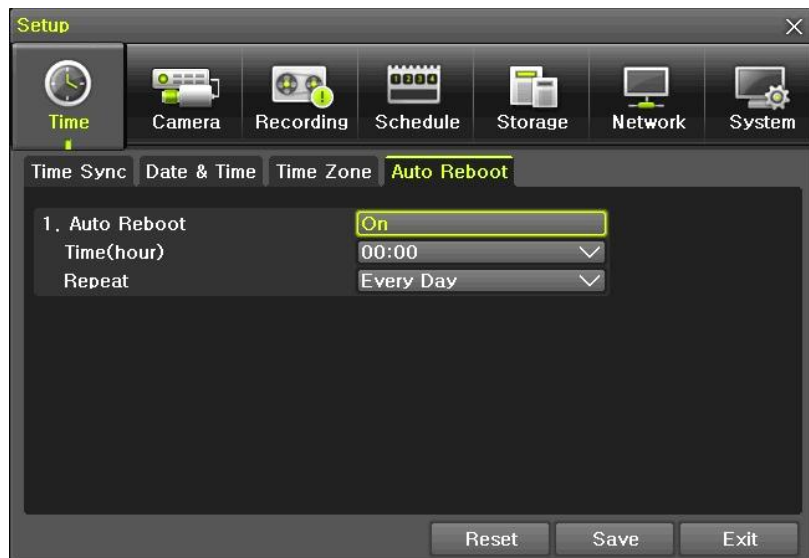 Setup
Time Camera Recording Schedule Storage Network System
Time Sync Date & Time Time Zone Auto Reboot
1. Auto Reboot On
Time(hour) 00:00
Repeat Every Day
Reset Save Exit